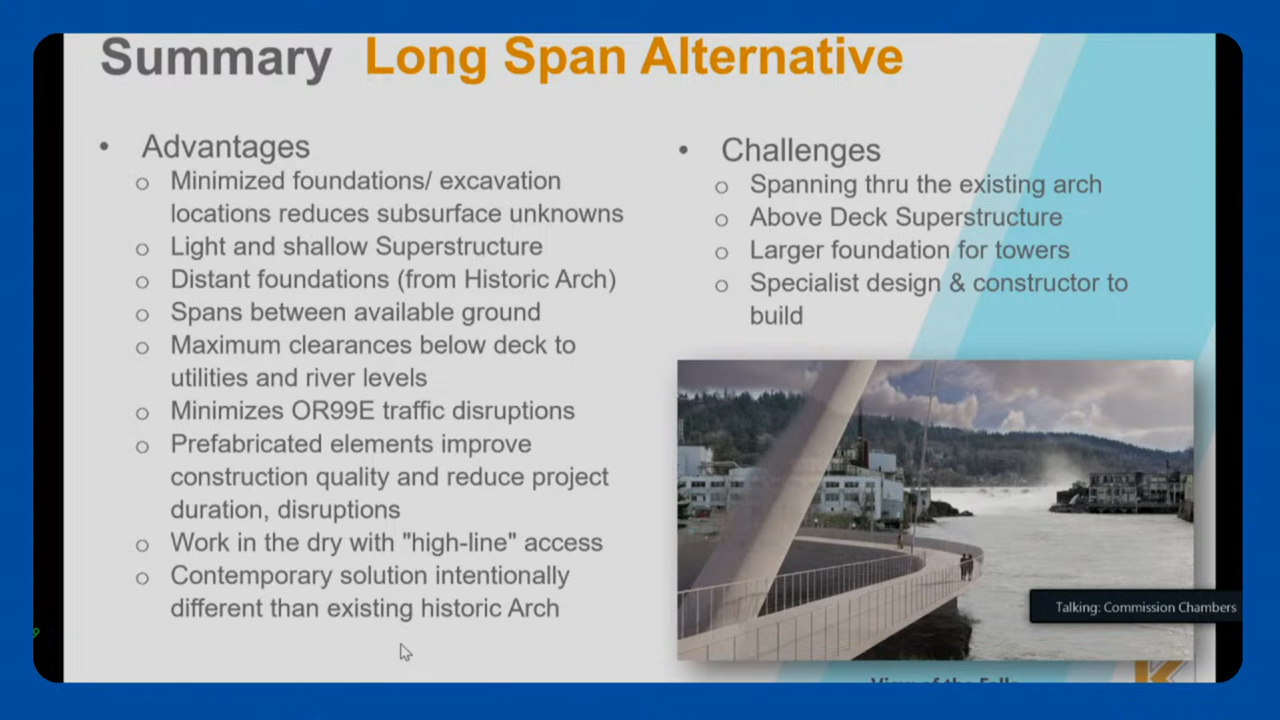 Summary Long Span Alternative
• Advantages
o Minimized foundations/ excavation
locations reduces subsurface unknowns
o Light and shallow Superstructure
o Distant foundations (from Historic Arch)
o Spans between available ground
o Maximum clearances below deck to
utilities and river levels
o Minimizes OR99E traffic disruptions
o Prefabricated elements improve
construction quality and reduce project
duration, disruptions
o Work in the dry with "high-line" access
o Contemporary solution intentionally
different than existing historic Arch
• Challenges
o Spanning thru the existing arch
o Above Deck Superstructure
o Larger foundation for towers
o Specialist design & constructor to
build
Talking: Commission Chambers
View of the Falls